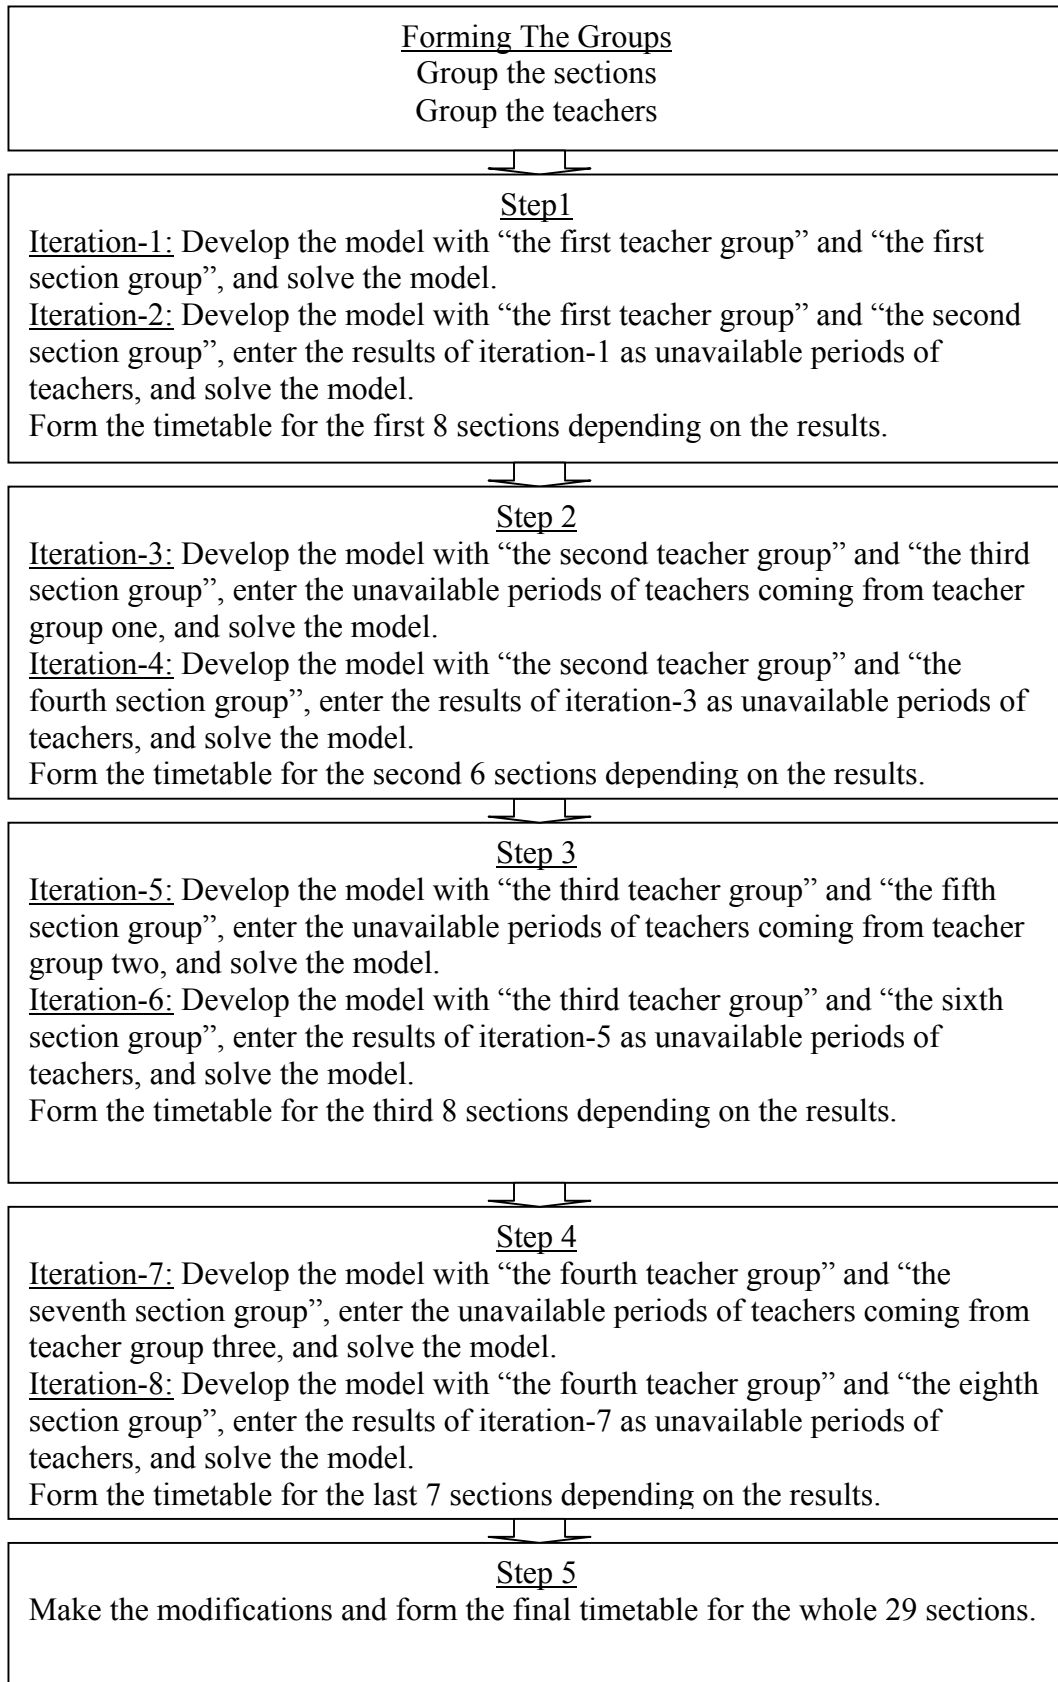 Forming The Groups
Group the sections
Group the teachers
Step1
Iteration-1: Develop the model with “the first teacher group” and “the first
section group”, and solve the model.
Iteration-2: Develop the model with “the first teacher group” and “the second
section group”, enter the results of iteration-1 as unavailable periods of
teachers, and solve the model.
Form the timetable for the first 8 sections depending on the results.
Step 2
Iteration-3: Develop the model with “the second teacher group” and “the third
section group”, enter the unavailable periods of teachers coming from teacher
group one, and solve the model.
Iteration-4: Develop the model with “the second teacher group” and “the
fourth section group”, enter the results of iteration-3 as unavailable periods of
teachers, and solve the model.
Form the timetable for the second 6 sections depending on the results.
Step 3
Iteration-5: Develop the model with “the third teacher group” and “the fifth
section group”, enter the unavailable periods of teachers coming from teacher
group two, and solve the model.
Iteration-6: Develop the model with “the third teacher group” and “the sixth
section group”, enter the results of iteration-5 as unavailable periods of
teachers, and solve the model.
Form the timetable for the third 8 sections depending on the results.
Step 4
Iteration-7: Develop the model with “the fourth teacher group” and “the
seventh section group”, enter the unavailable periods of teachers coming from
teacher group three, and solve the model.
Iteration-8: Develop the model with “the fourth teacher group” and “the eighth
section group”, enter the results of iteration-7 as unavailable periods of
teachers, and solve the model.
Form the timetable for the last 7 sections depending on the results.
Step 5
Make the modifications and form the final timetable for the whole 29 sections.